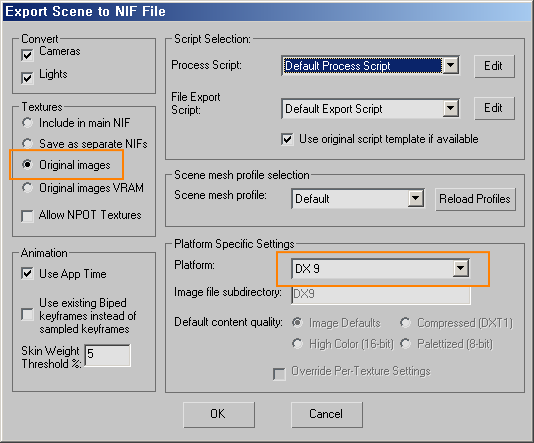 Export Scene to NIF File
Convert
Cameras
Lights
Textures
Include in main NIF
Save as separate NIFs
Original images
Original images VRAM
Allow NPOT Textures
Animation
Use App Time
Use existing Biped
keyframes instead of
sampled keyframes
Skin Weight
Threshold %:
5
Script Selection:
Process Script:
Default Process Script
Edit
File Export
Script:
Default Export Script
Edit
Use original script template if available
Scene mesh profile selection
Scene mesh profile:
Default
Reload Profiles
Platform Specific Settings
Platform:
DX 9
Image file subdirectory:
DX9
Default content quality:
Image Defaults
Compressed (DXT1)
High Color (16-bit)
Palettized (8-bit)
Override Per-Texture Settings
OK
Cancel